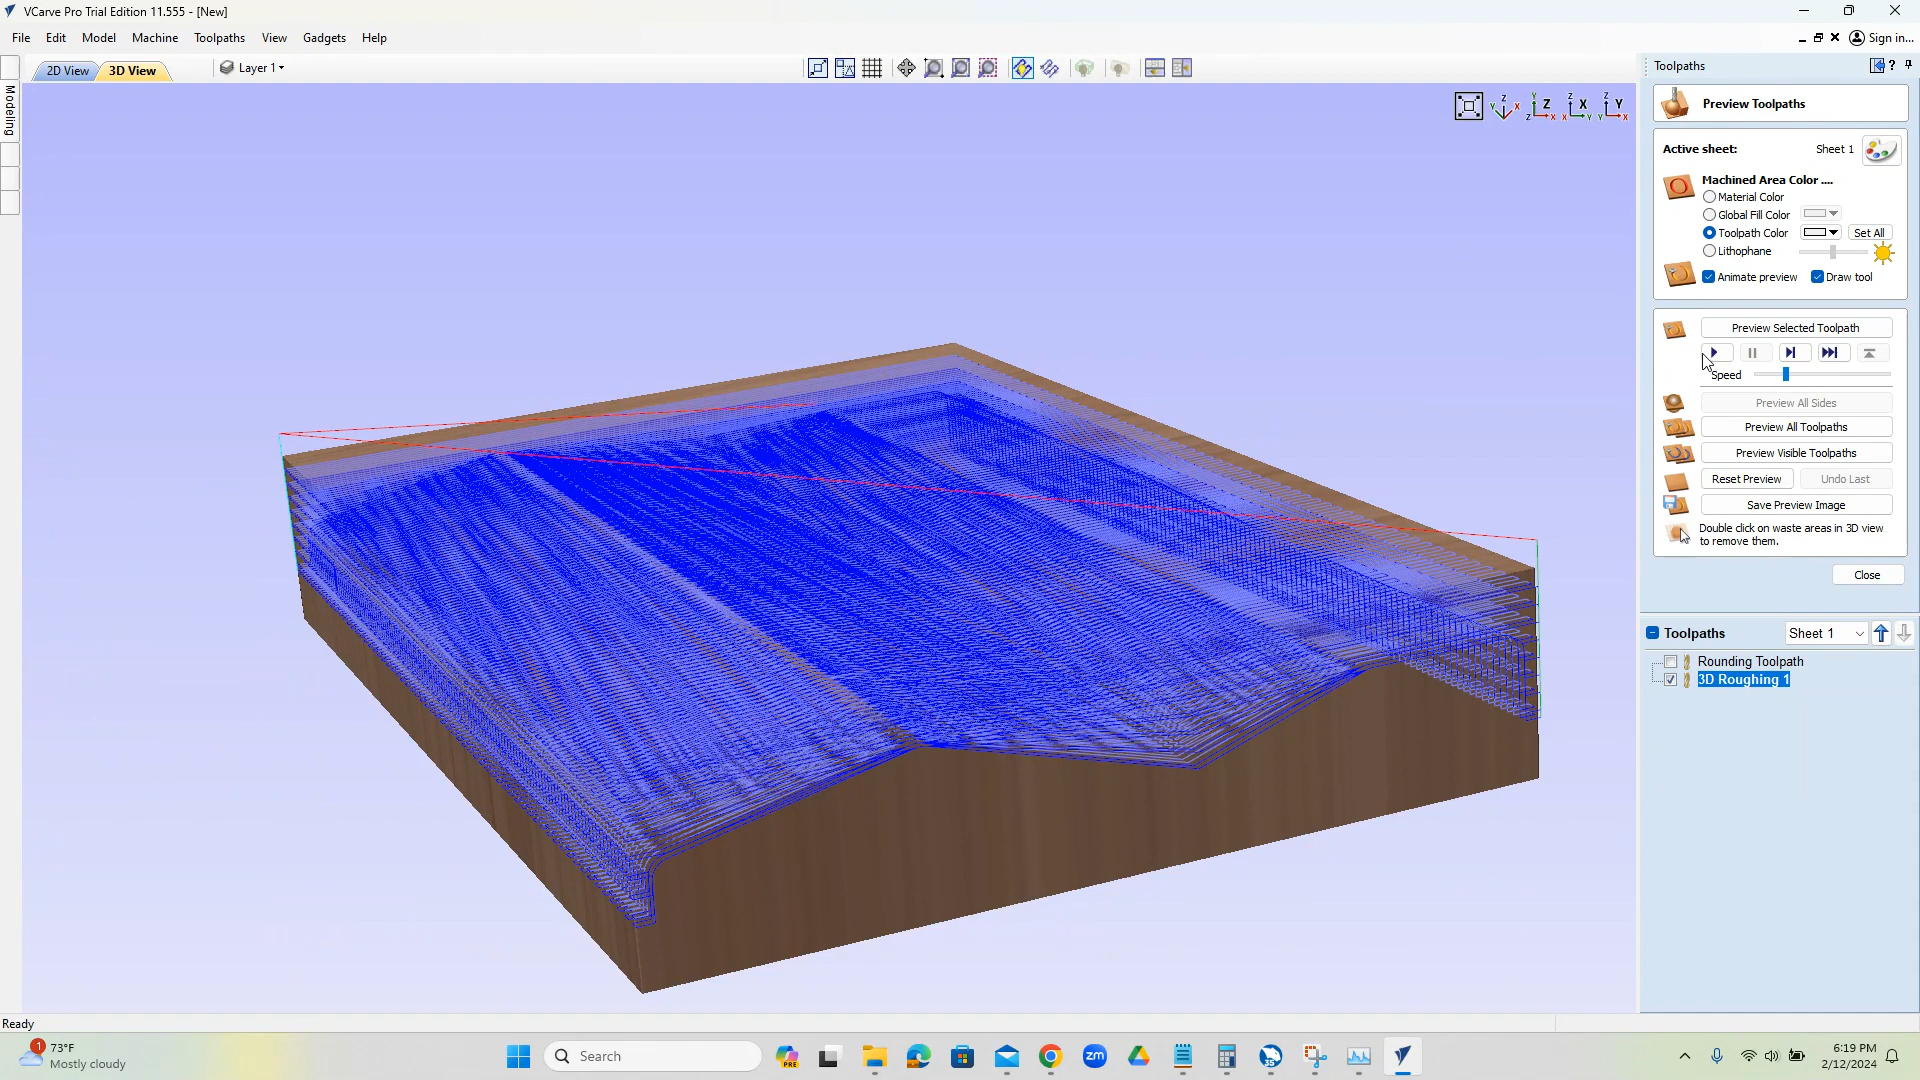 VCarve Pro Trial Edition 11.555 - [New]
File Edit Model Machine Toolpaths View Gadgets Help
Sign in...
2D View 3D View Layer 1
Modeling
Z Y X
Y Z Z X Z X Y Z Y X
Toolpaths ?
Preview Toolpaths
Active sheet: Sheet 1
Machined Area Color ....
Material Color
Global Fill Color
Toolpath Color Set All
Lithophane
Animate preview Draw tool
Preview Selected Toolpath
Speed
Preview All Sides
Preview All Toolpaths
Preview Visible Toolpaths
Reset Preview Undo Last
Save Preview Image
Double click on waste areas in 3D view
to remove them.
Close
Toolpaths Sheet 1
Rounding Toolpath
3D Roughing 1
Ready
1
73°F
Mostly cloudy
Search
PRE
zm
6:19 PM
2/12/2024